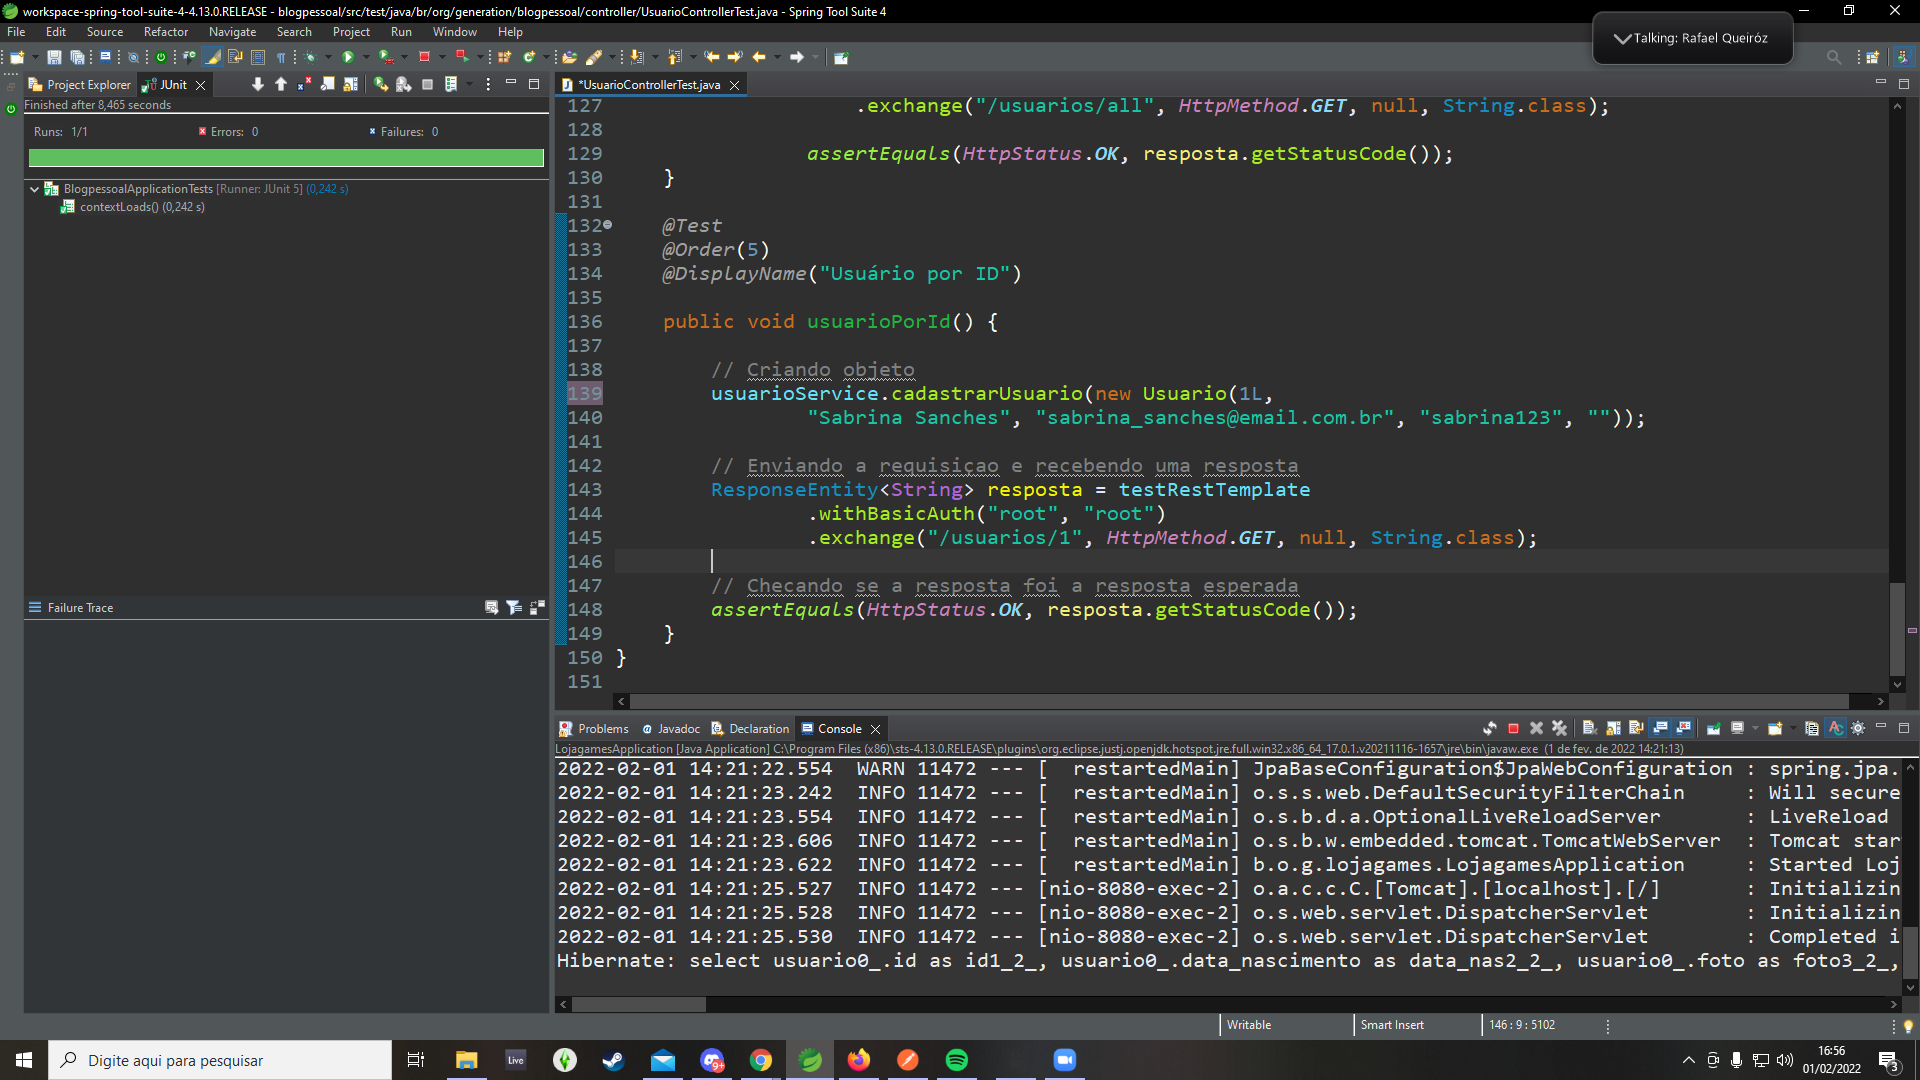 workspace-spring-tool-suite-4-4.13.0.RELEASE - blogpessoal/src/test/java/br/org/generation/blogpessoal/controller/UsuarioControllerTest.java - Spring Tool Suite 4
File Edit Source Refactor Navigate Search Project Run Window Help
Talking: Rafael Queiróz
Project Explorer JUnit
Finished after 8,465 seconds
Runs: 1/1 Errors: 0 Failures: 0
BlogpessoalApplicationTests [Runner: JUnit 5] (0,242 s)
contextLoads() (0,242 s)
Failure Trace
*UsuarioControllerTest.java
127 .exchange("/usuarios/all", HttpMethod.GET, null, String.class);
128
129 assertEquals(HttpStatus.OK, resposta.getStatusCode());
130 }
131
132 @Test
133 @Order(5)
134 @DisplayName("Usuário por ID")
135
136 public void usuarioPorId() {
137
138 // Criando objeto
139 usuarioService.cadastrarUsuario(new Usuario(1L,
140 "Sabrina Sanches", "sabrina_sanches@email.com.br", "sabrina123", ""));
141
142 // Enviando a requisiçao e recebendo uma resposta
143 ResponseEntity<String> resposta = testRestTemplate
144 .withBasicAuth("root", "root")
145 .exchange("/usuarios/1", HttpMethod.GET, null, String.class);
146
147 // Checando se a resposta foi a resposta esperada
148 assertEquals(HttpStatus.OK, resposta.getStatusCode());
149 }
150 }
151
Problems @ Javadoc Declaration Console
LojagamesApplication [Java Application] C:\Program Files (x86)\sts-4.13.0.RELEASE\plugins\org.eclipse.justj.openjdk.hotspot.jre.full.win32.x86_64_17.0.1.v20211116-1657\jre\bin\javaw.exe (1 de fev. de 2022 14:21:13)
2022-02-01 14:21:22.554 WARN 11472 --- [ restartedMain] JpaBaseConfiguration$JpaWebConfiguration : spring.jpa.
2022-02-01 14:21:23.242 INFO 11472 --- [ restartedMain] o.s.s.web.DefaultSecurityFilterChain : Will secure
2022-02-01 14:21:23.554 INFO 11472 --- [ restartedMain] o.s.b.d.a.OptionalLiveReloadServer : LiveReload
2022-02-01 14:21:23.606 INFO 11472 --- [ restartedMain] o.s.b.w.embedded.tomcat.TomcatWebServer : Tomcat star
2022-02-01 14:21:23.622 INFO 11472 --- [ restartedMain] b.o.g.lojagames.LojagamesApplication : Started Loj
2022-02-01 14:21:25.527 INFO 11472 --- [nio-8080-exec-2] o.a.c.c.C.[Tomcat].[localhost].[/] : Initializin
2022-02-01 14:21:25.528 INFO 11472 --- [nio-8080-exec-2] o.s.web.servlet.DispatcherServlet : Initializin
2022-02-01 14:21:25.530 INFO 11472 --- [nio-8080-exec-2] o.s.web.servlet.DispatcherServlet : Completed i
Hibernate: select usuario0_.id as id1_2_, usuario0_.data_nascimento as data_nas2_2_, usuario0_.foto as foto3_2_,
Writable Smart Insert 146 : 9 : 5102
Digite aqui para pesquisar
Live
9+
16:56
01/02/2022
3